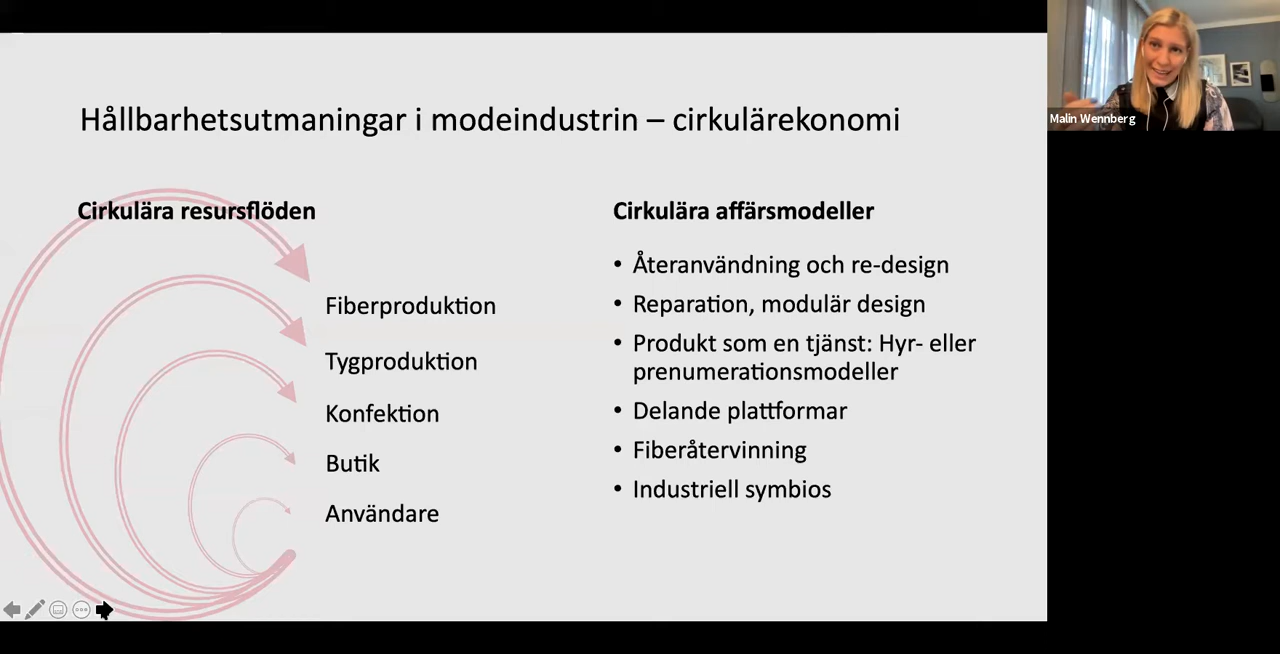 Hållbarhetsutmaningar i modeindustrin – cirkulärekonomi
Cirkulära resursflöden
Fiberproduktion
Tygproduktion
Konfektion
Butik
Användare
Cirkulära affärsmodeller
• Återanvändning och re-design
• Reparation, modulär design
• Produkt som en tjänst: Hyr- eller
prenumerationsmodeller
• Delande plattformar
• Fiberåtervinning
• Industriell symbios
Malin Wennberg